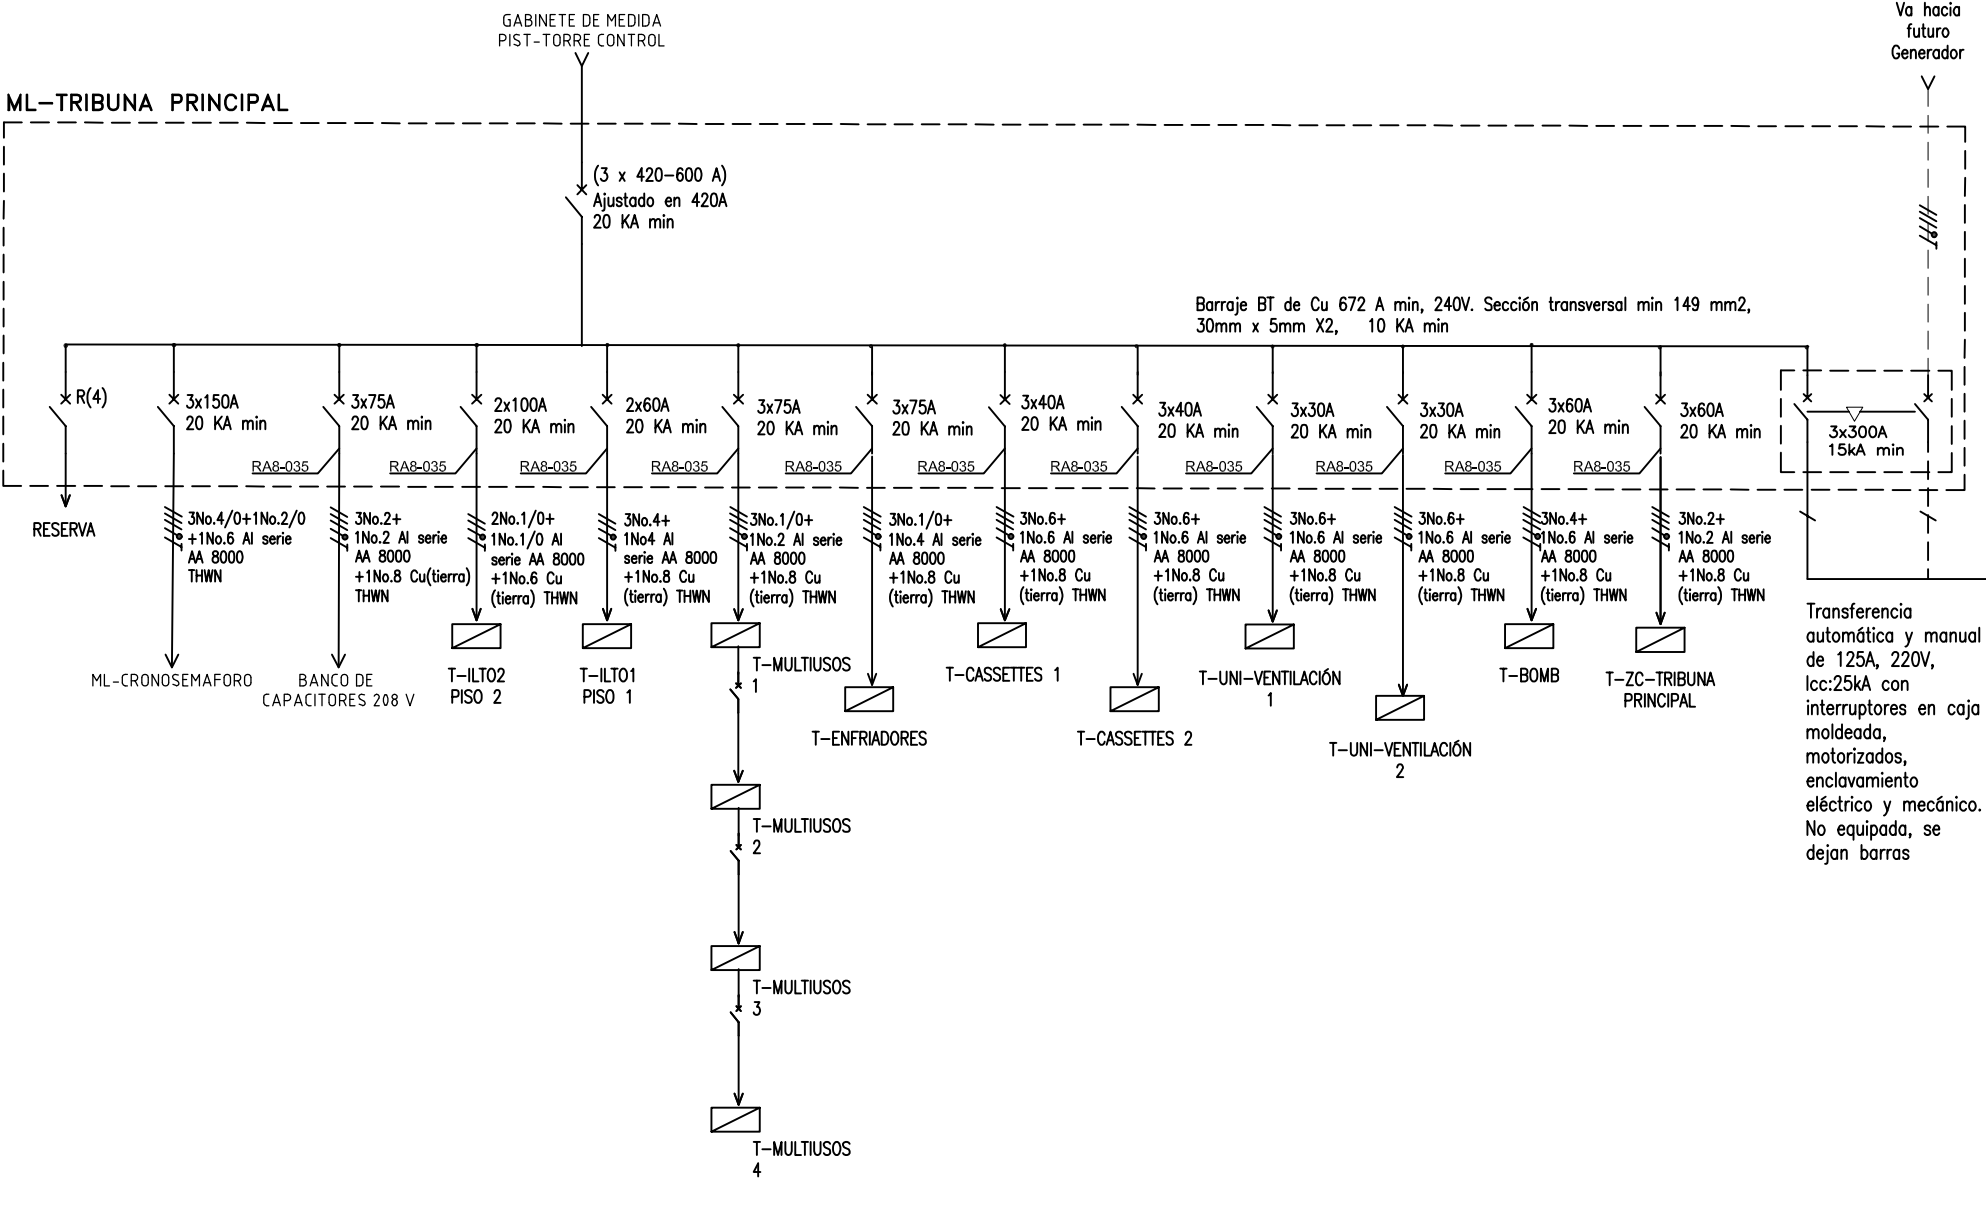 GABINETE DE MEDIDA
PIST-TORRE CONTROL
Va hacia
futuro
Generador
ML-TRIBUNA PRINCIPAL
(3 x 420-600 A)
Ajustado en 420A
20 KA min
Barraje BT de Cu 672 A min, 240V. Sección transversal min 149 mm2,
30mm x 5mm X2, 10 KA min
R(4)
RESERVA
3x150A
20 KA min
3No.4/0+1No.2/0
+1No.6 Al serie
AA 8000
THWN
ML-CRONOSEMAFORO
3x75A
20 KA min
RA8-035
3No.2+
1No.2 Al serie
AA 8000
+1No.8 Cu(tierra)
THWN
BANCO DE
CAPACITORES 208 V
2x100A
20 KA min
RA8-035
2No.1/0+
1No.1/0 Al
serie AA 8000
+1No.6 Cu
(tierra) THWN
T-ILTO2
PISO 2
2x60A
20 KA min
RA8-035
3No.4+
1No4 Al
serie AA 8000
+1No.8 Cu
(tierra) THWN
T-ILTO1
PISO 1
3x75A
20 KA min
RA8-035
3No.1/0+
1No.2 Al serie
AA 8000
+1No.8 Cu
(tierra) THWN
T-MULTIUSOS
1
T-MULTIUSOS
2
T-MULTIUSOS
3
T-MULTIUSOS
4
3x75A
20 KA min
RA8-035
3No.1/0+
1No.4 Al serie
AA 8000
+1No.8 Cu
(tierra) THWN
T-ENFRIADORES
3x40A
20 KA min
RA8-035
3No.6+
1No.6 Al serie
AA 8000
+1No.8 Cu
(tierra) THWN
T-CASSETTES 1
3x40A
20 KA min
RA8-035
3No.6+
1No.6 Al serie
AA 8000
+1No.8 Cu
(tierra) THWN
T-CASSETTES 2
3x30A
20 KA min
RA8-035
3No.6+
1No.6 Al serie
AA 8000
+1No.8 Cu
(tierra) THWN
T-UNI-VENTILACIÓN
1
3x30A
20 KA min
RA8-035
3No.6+
1No.6 Al serie
AA 8000
+1No.8 Cu
(tierra) THWN
T-UNI-VENTILACIÓN
2
3x60A
20 KA min
RA8-035
3No.4+
1No.6 Al serie
AA 8000
+1No.8 Cu
(tierra) THWN
T-BOMB
3x60A
20 KA min
RA8-035
3No.2+
1No.2 Al serie
AA 8000
+1No.8 Cu
(tierra) THWN
T-ZC-TRIBUNA
PRINCIPAL
3x300A
15kA min
Transferencia
automática y manual
de 125A, 220V,
Icc:25kA con
interruptores en caja
moldeada,
motorizados,
enclavamiento
eléctrico y mecánico.
No equipada, se
dejan barras